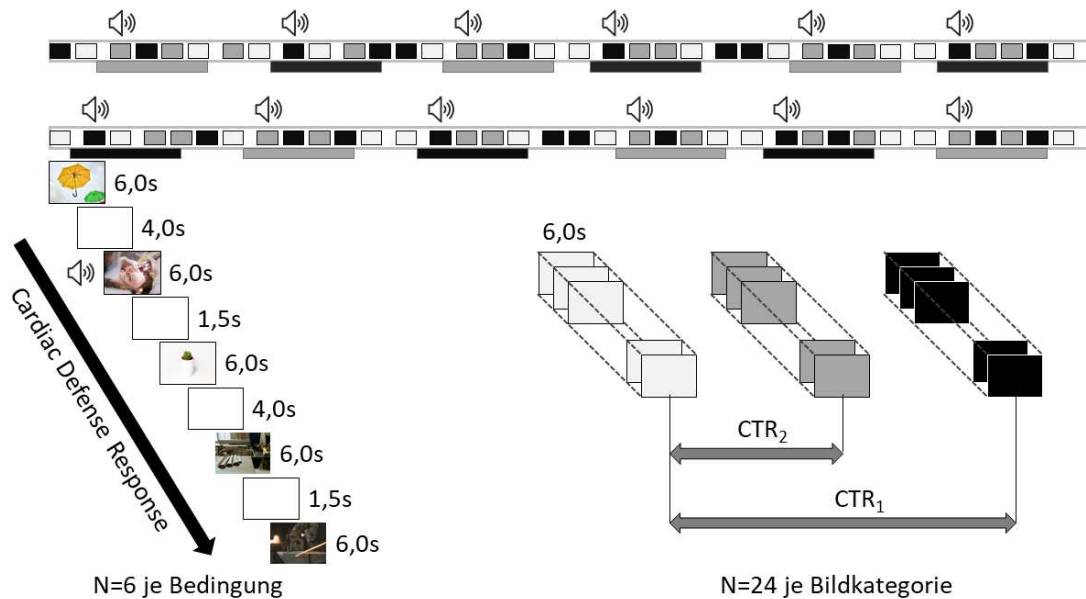 6,0s
4,0s
6,0s
1,5s
6,0s
4,0s
6,0s
1,5s
6,0s
Cardiac Defense Response
N=6 je Bedingung
6,0s
CTR₂
CTR₁
N=24 je Bildkategorie